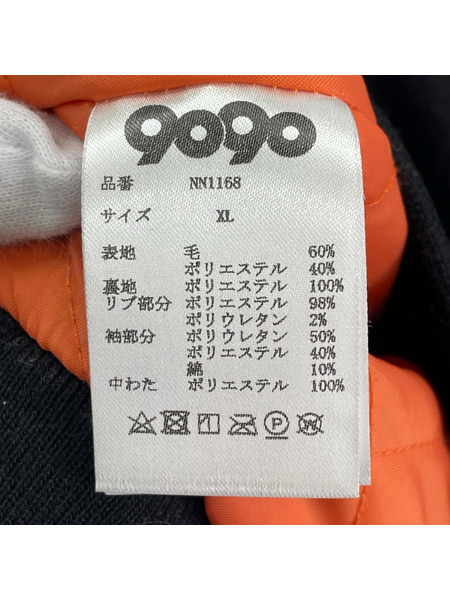 9090
品番 NN1168
サイズ XL
表地 毛 60%
ポリエステル 40%
裏地 ポリエステル 100%
リブ部分 ポリエステル 98%
ポリウレタン 2%
袖部分 ポリウレタン 50%
ポリエステル 40%
綿 10%
中わた ポリエステル 100%